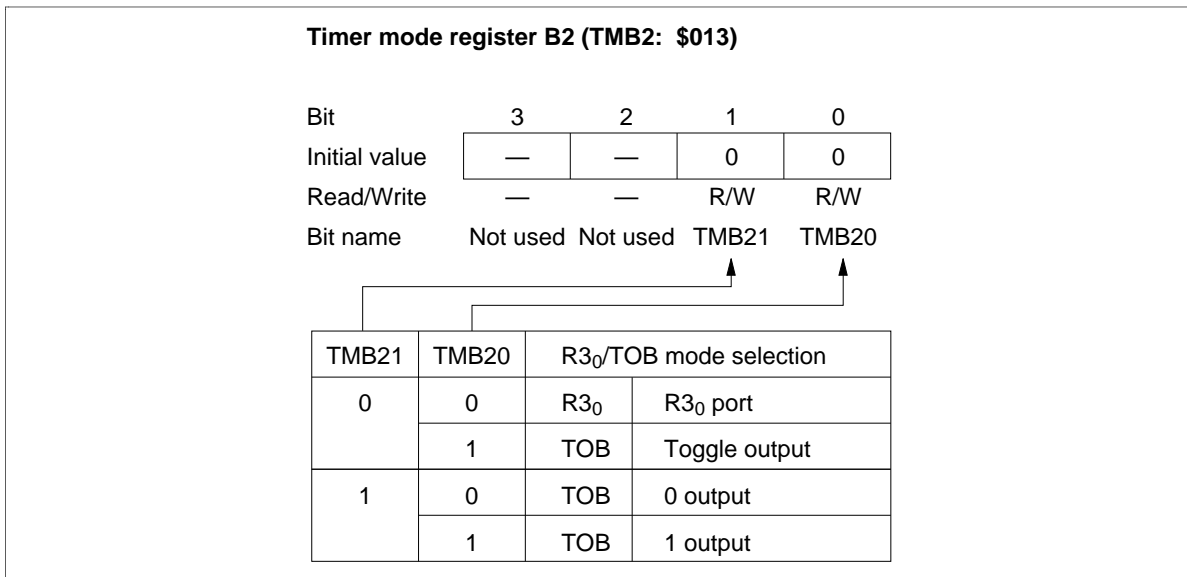 Timer mode register B2 (TMB2: $013)
Bit 3 2 1 0
Initial value — — 0 0
Read/Write — — R/W R/W
Bit name Not used Not used TMB21 TMB20
TMB21 TMB20 R3₀/TOB mode selection
0 0 R3₀ R3₀ port
1 TOB Toggle output
1 0 TOB 0 output
1 TOB 1 output